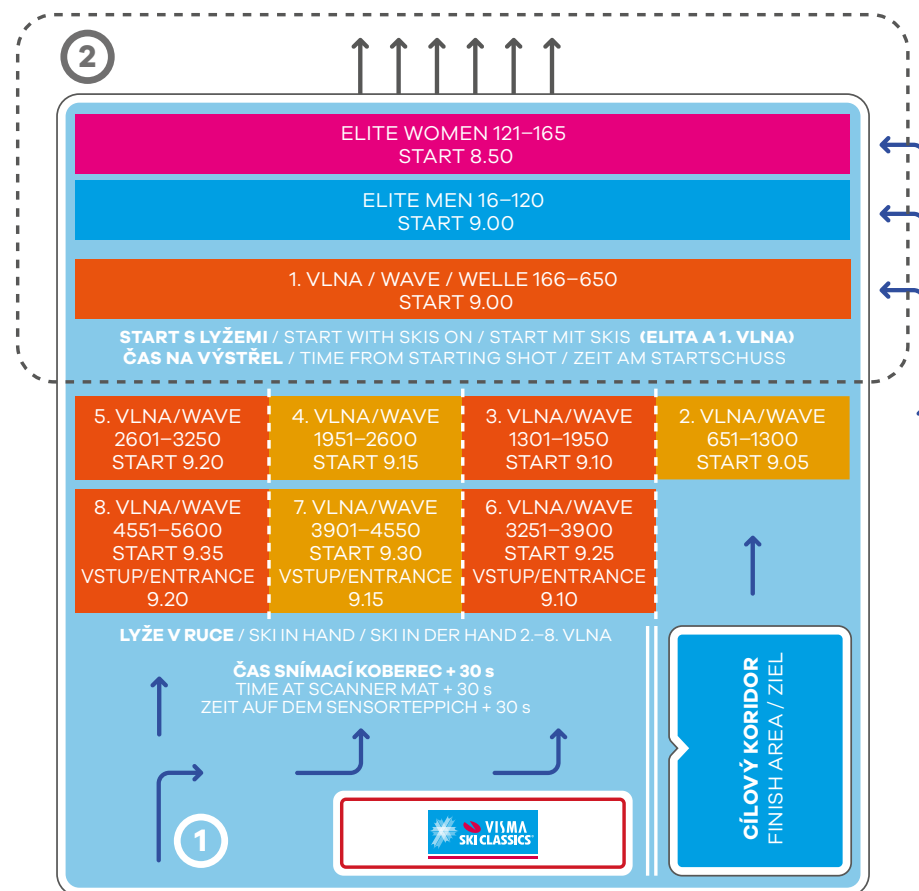 2
ELITE WOMEN 121–165
START 8.50
ELITE MEN 16–120
START 9.00
1. VLNA / WAVE / WELLE 166–650
START 9.00
START S LYŽEMI / START WITH SKIS ON / START MIT SKIS (ELITA A 1. VLNA)
ČAS NA VÝSTŘEL / TIME FROM STARTING SHOT / ZEIT AM STARTSCHUSS
5. VLNA/WAVE
2601–3250
START 9.20
4. VLNA/WAVE
1951–2600
START 9.15
3. VLNA/WAVE
1301–1950
START 9.10
2. VLNA/WAVE
651–1300
START 9.05
8. VLNA/WAVE
4551–5600
START 9.35
VSTUP/ENTRANCE
9.20
7. VLNA/WAVE
3901–4550
START 9.30
VSTUP/ENTRANCE
9.15
6. VLNA/WAVE
3251–3900
START 9.25
VSTUP/ENTRANCE
9.10
LYŽE V RUCE / SKI IN HAND / SKI IN DER HAND 2.–8. VLNA
ČAS SNÍMACÍ KOBEREC + 30 s
TIME AT SCANNER MAT + 30 s
ZEIT AUF DEM SENSORTEPPICH + 30 s
CÍLOVÝ KORIDOR
FINISH AREA / ZIEL
1
VISMA
SKI CLASSICS